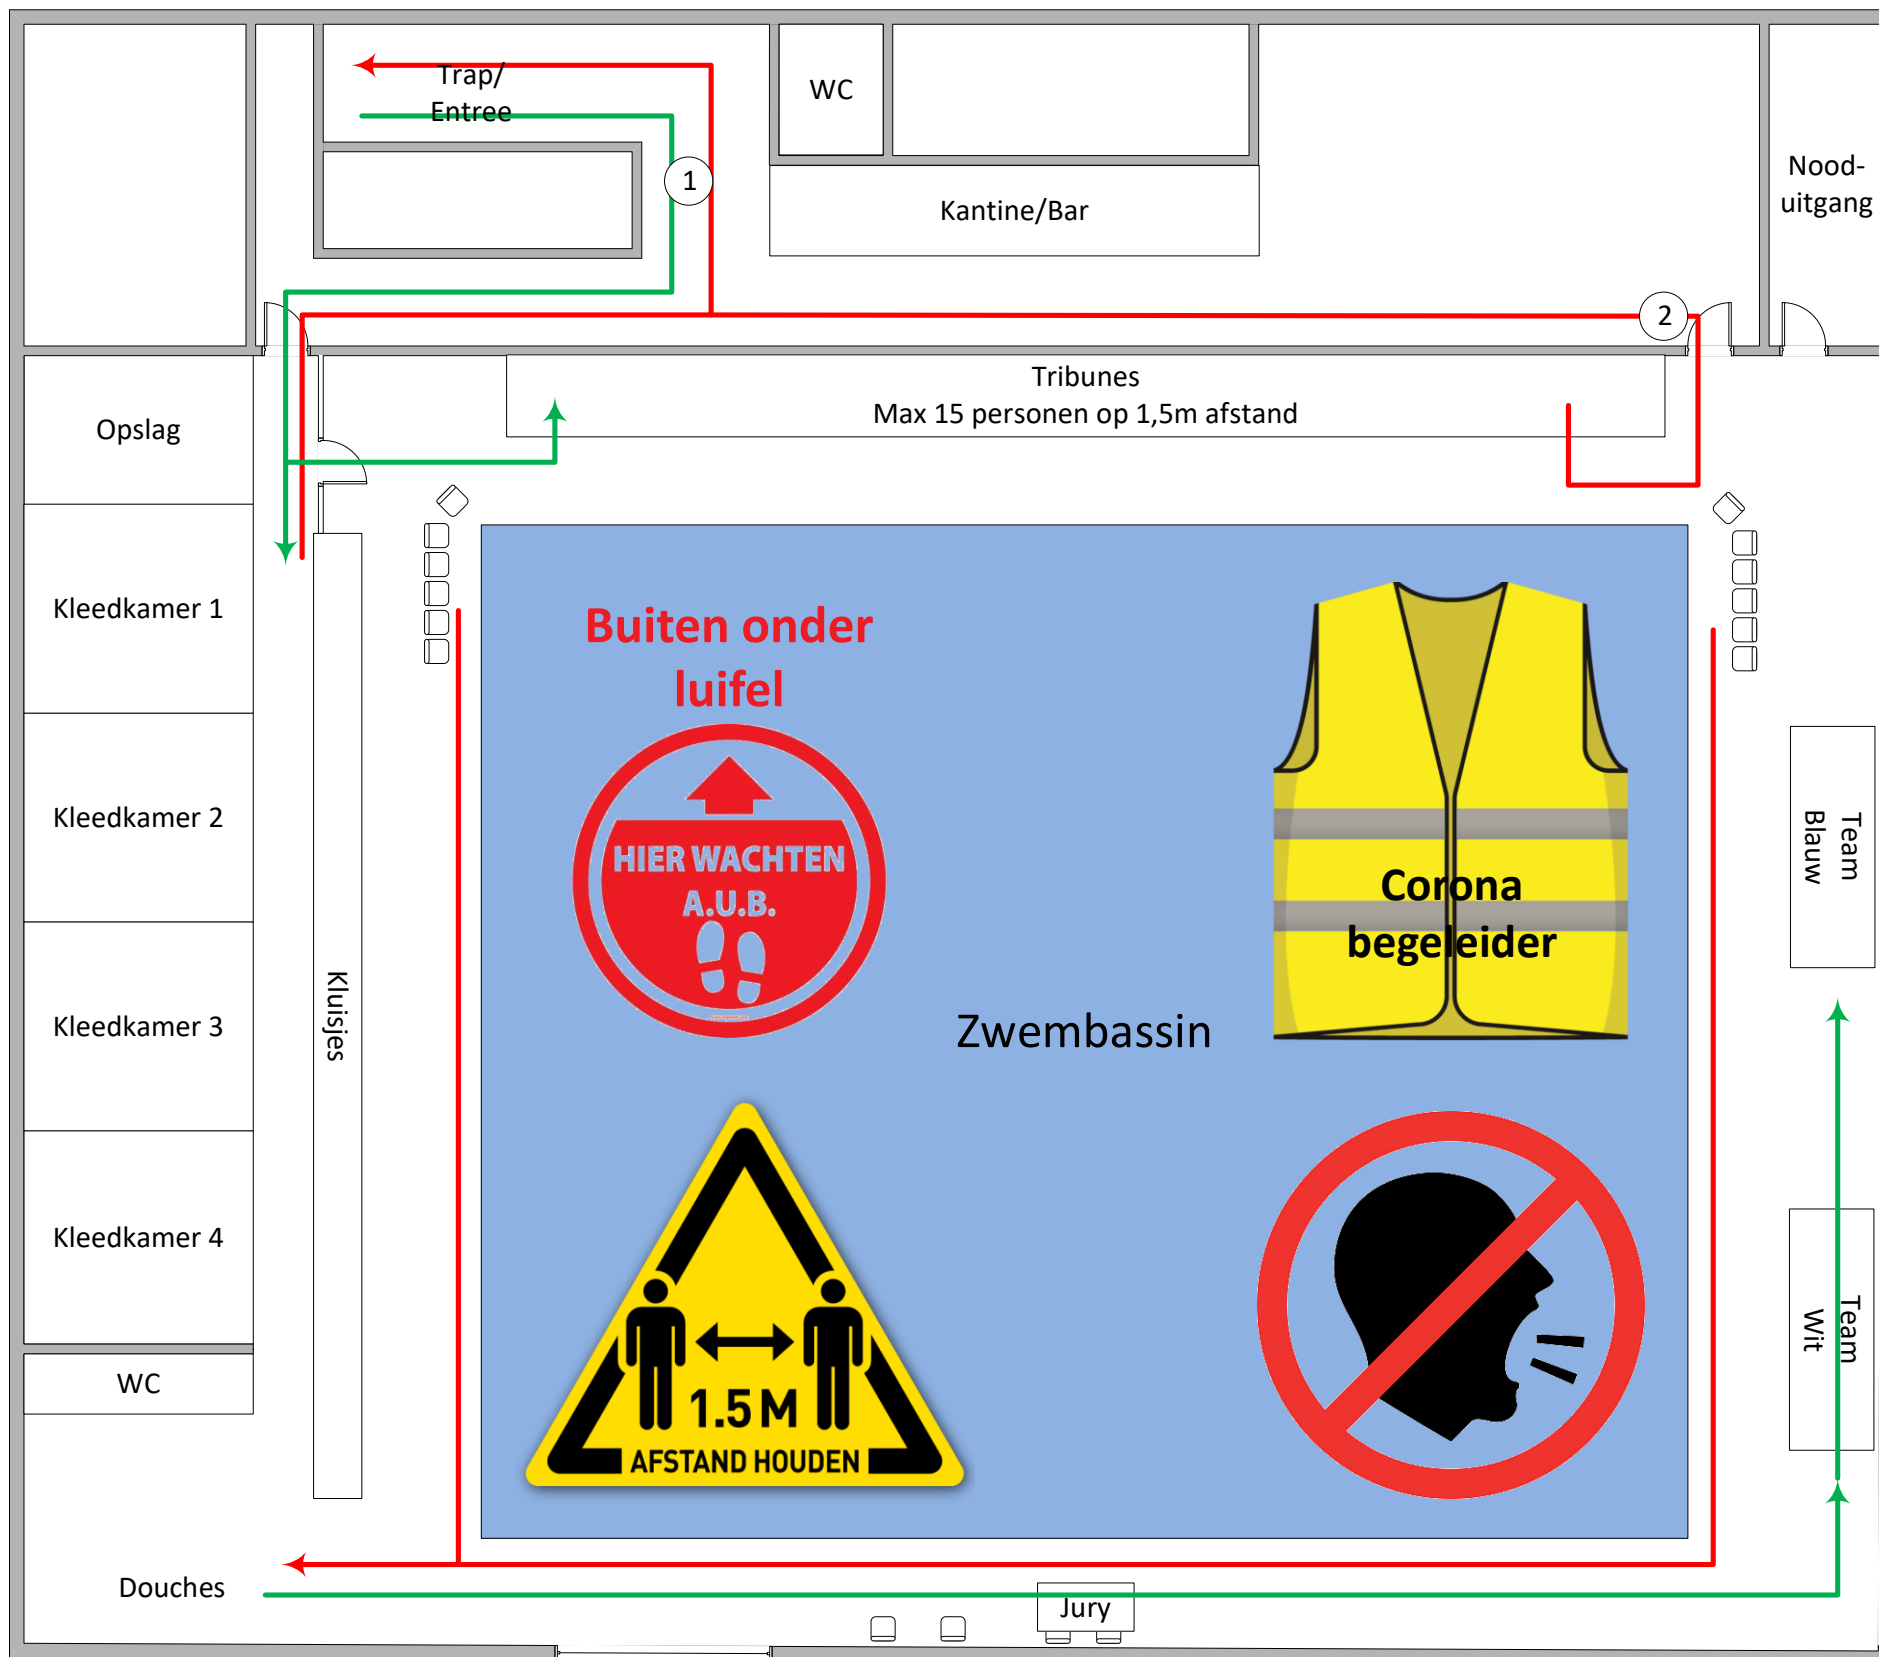 Trap/
Entree
WC
1
Kantine/Bar
Nood-
uitgang
2
Tribunes
Max 15 personen op 1,5m afstand
Opslag
Kleedkamer 1
Kleedkamer 2
Kleedkamer 3
Kleedkamer 4
WC
Douches
Kluisjes
Buiten onder
luifel
HIER WACHTEN
A.U.B.
Corona
begeleider
Zwembassin
1.5 M
AFSTAND HOUDEN
Team
Blauw
Team
Wit
Jury